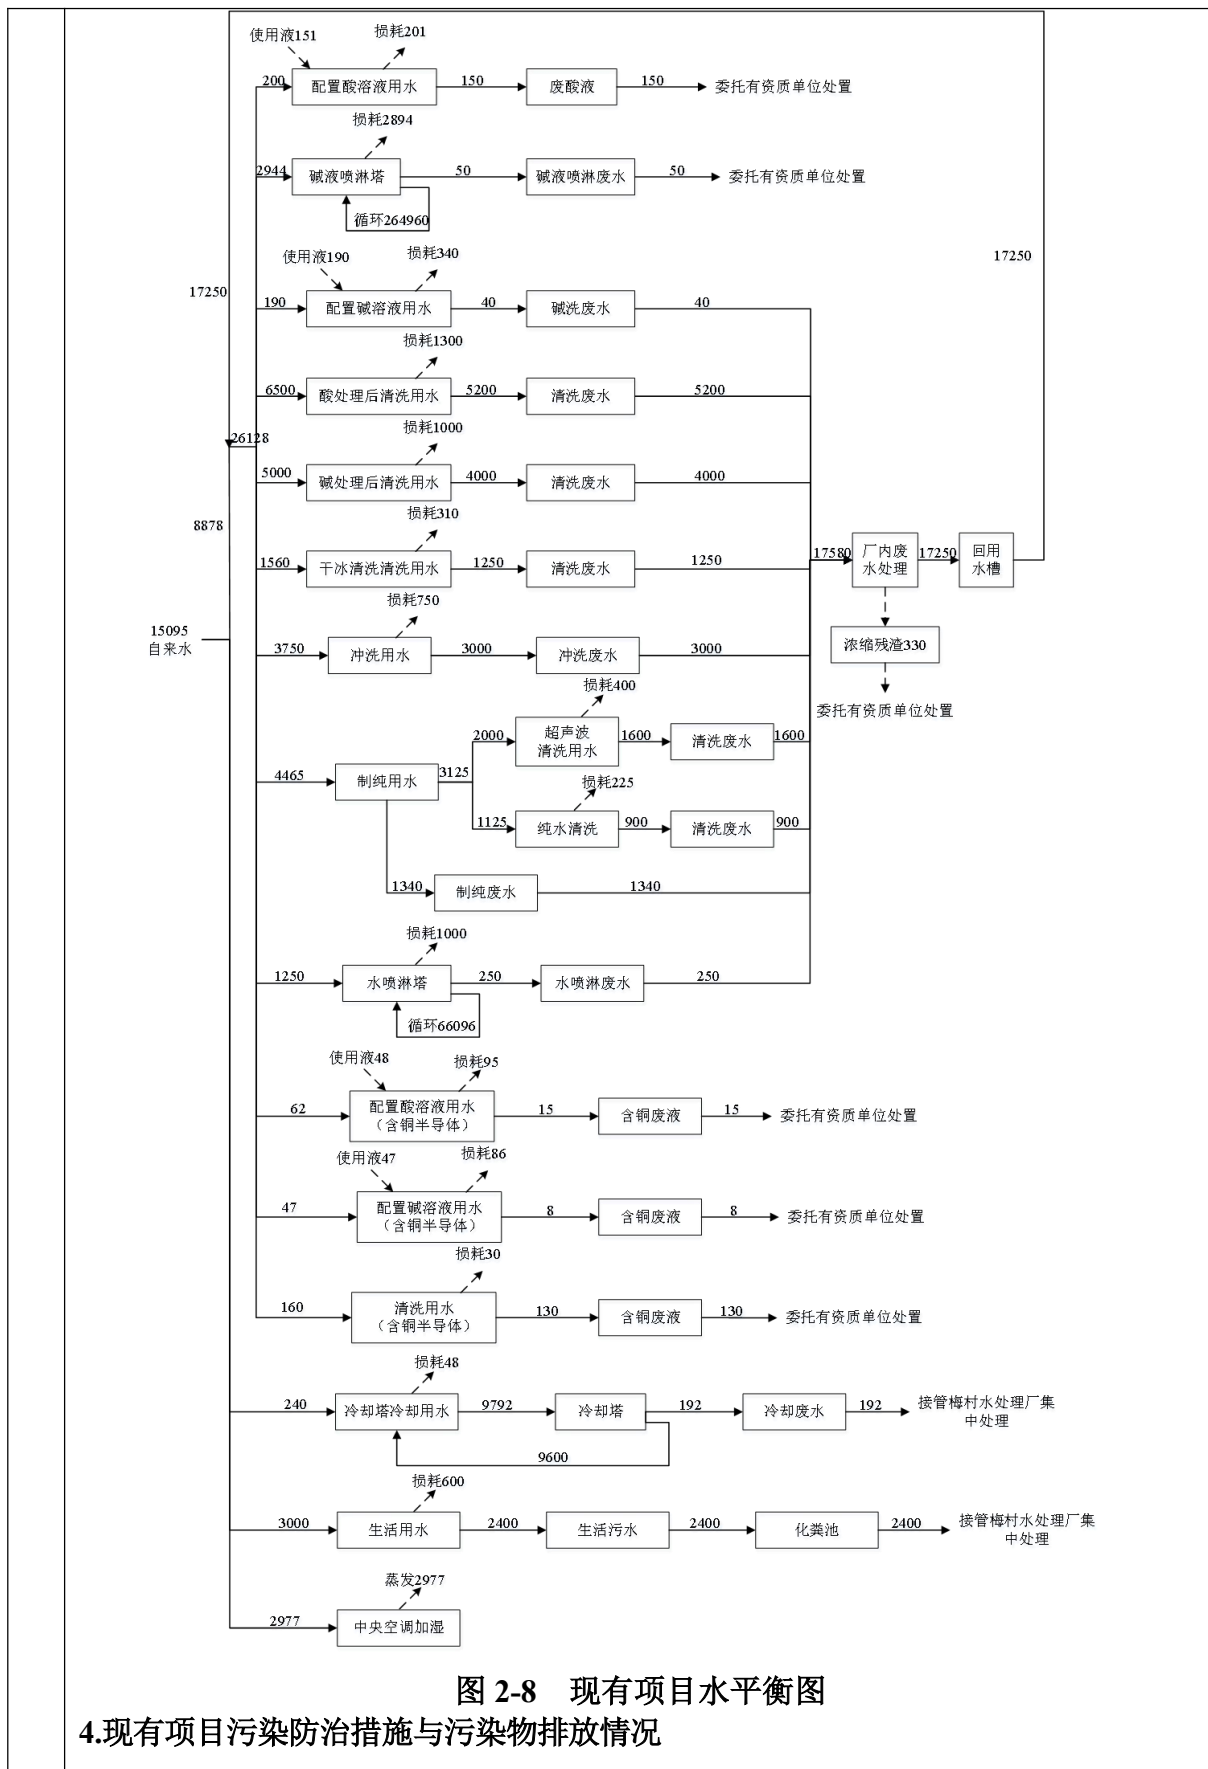 使用液151
损耗201
200
配置酸溶液用水
150
废酸液
150
委托有资质单位处置
损耗2894
2944
碱液喷淋塔
50
碱液喷淋废水
50
委托有资质单位处置
循环264960
使用液190
损耗340
17250
17250
190
配置碱溶液用水
40
碱洗废水
40
损耗1300
6500
酸处理后清洗用水
5200
清洗废水
5200
损耗1000
26128
5000
碱处理后清洗用水
4000
清洗废水
4000
损耗310
8878
1560
干冰清洗清洗用水
1250
清洗废水
1250
17580
厂内废
水处理
17250
回用
水槽
损耗750
15095
自来水
3750
冲洗用水
3000
冲洗废水
3000
浓缩残渣330
委托有资质单位处置
损耗400
2000
超声波
清洗用水
1600
清洗废水
1600
4465
制纯用水
3125
损耗225
1125
纯水清洗
900
清洗废水
900
1340
制纯废水
1340
损耗1000
1250
水喷淋塔
250
水喷淋废水
250
循环66096
使用液48
损耗95
62
配置酸溶液用水
（含铜半导体）
15
含铜废液
15
委托有资质单位处置
使用液47
损耗86
47
配置碱溶液用水
（含铜半导体）
8
含铜废液
8
委托有资质单位处置
损耗30
160
清洗用水
（含铜半导体）
130
含铜废液
130
委托有资质单位处置
损耗48
240
冷却塔冷却用水
9792
冷却塔
192
冷却废水
192
接管梅村水处理厂集
中处理
9600
损耗600
3000
生活用水
2400
生活污水
2400
化粪池
2400
接管梅村水处理厂集
中处理
蒸发2977
2977
中央空调加湿
图 2-8 现有项目水平衡图
4.现有项目污染防治措施与污染物排放情况